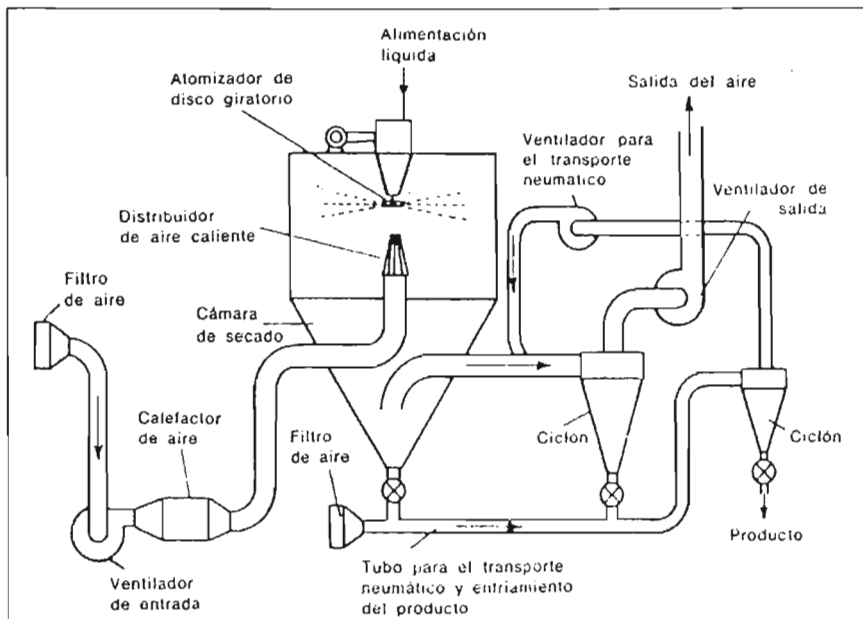 Alimentación
líquida
Atomizador de
disco giratorio
Salida del aire
Ventilador para
el transporte
neumático
Ventilador de
salida
Distribuidor
de aire caliente
Filtro
de aire
Cámara
de secado
Calefactor
de aire
Filtro
de aire
Ciclón
Ciclón
Producto
Ventilador
de entrada
Tubo para el transporte
neumático y enfriamiento
del producto